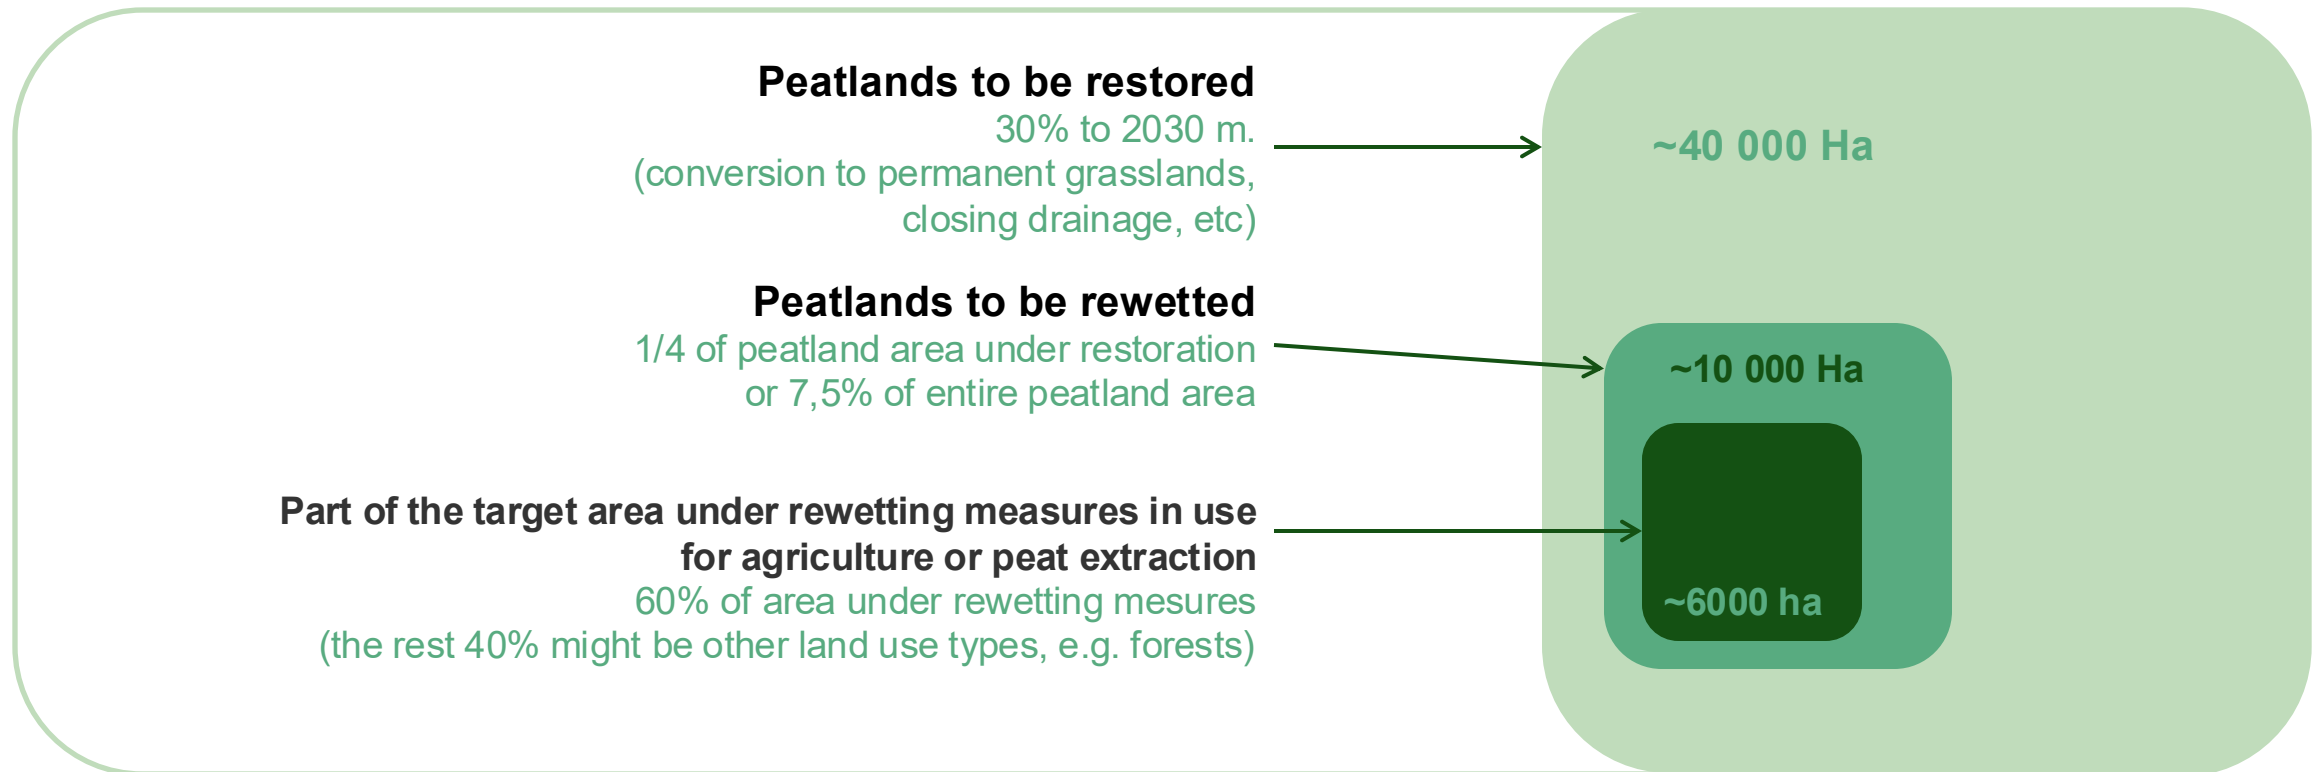 Peatlands to be restored
30% to 2030 m.
(conversion to permanent grasslands,
closing drainage, etc)
~40 000 Ha
Peatlands to be rewetted
1/4 of peatland area under restoration
or 7,5% of entire peatland area
~10 000 Ha
Part of the target area under rewetting measures in use
for agriculture or peat extraction
60% of area under rewetting mesures
(the rest 40% might be other land use types, e.g. forests)
~6000 ha